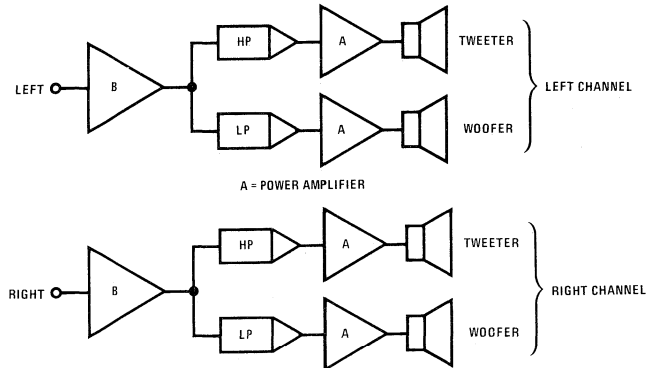 HP
A
TWEETER
LEFT
B
LEFT CHANNEL
LP
A
WOOFER
A = POWER AMPLIFIER
HP
A
TWEETER
RIGHT
B
RIGHT CHANNEL
LP
A
WOOFER